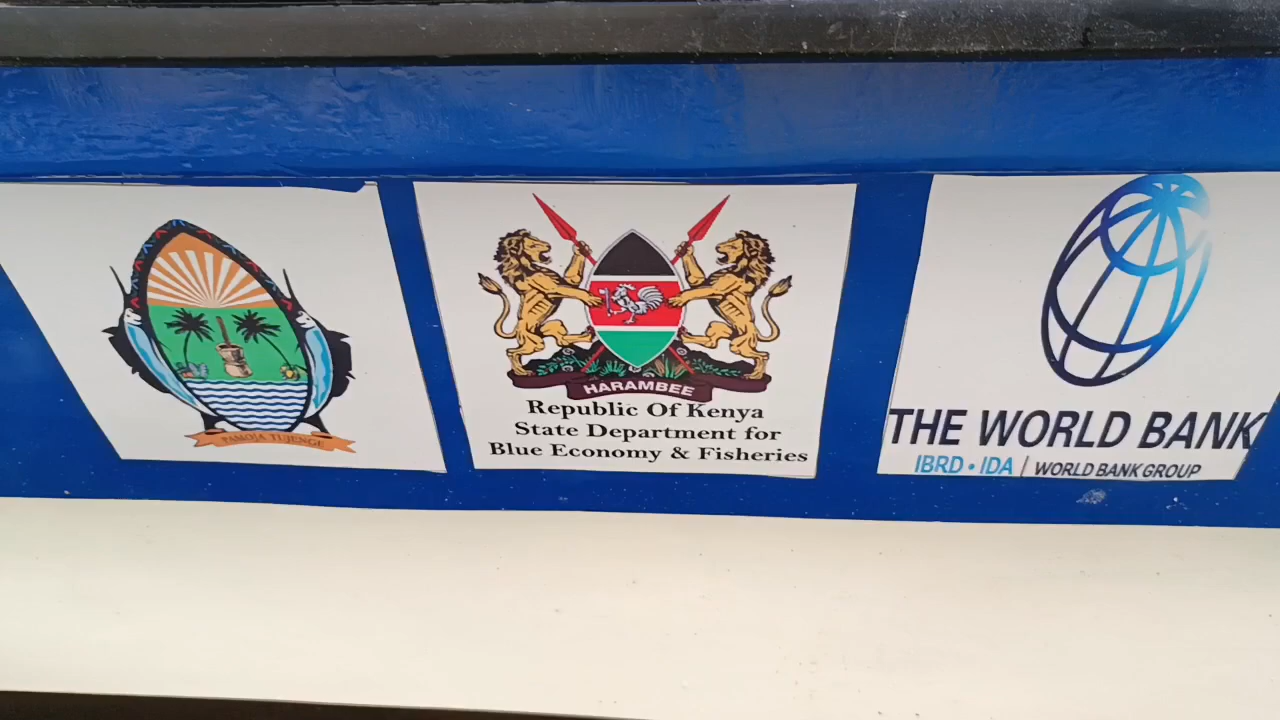 PAMOJA TUJENGE
HARAMBEE
Republic Of Kenya
State Department for
Blue Economy & Fisheries
THE WORLD BANK
IBRD • IDA | WORLD BANK GROUP